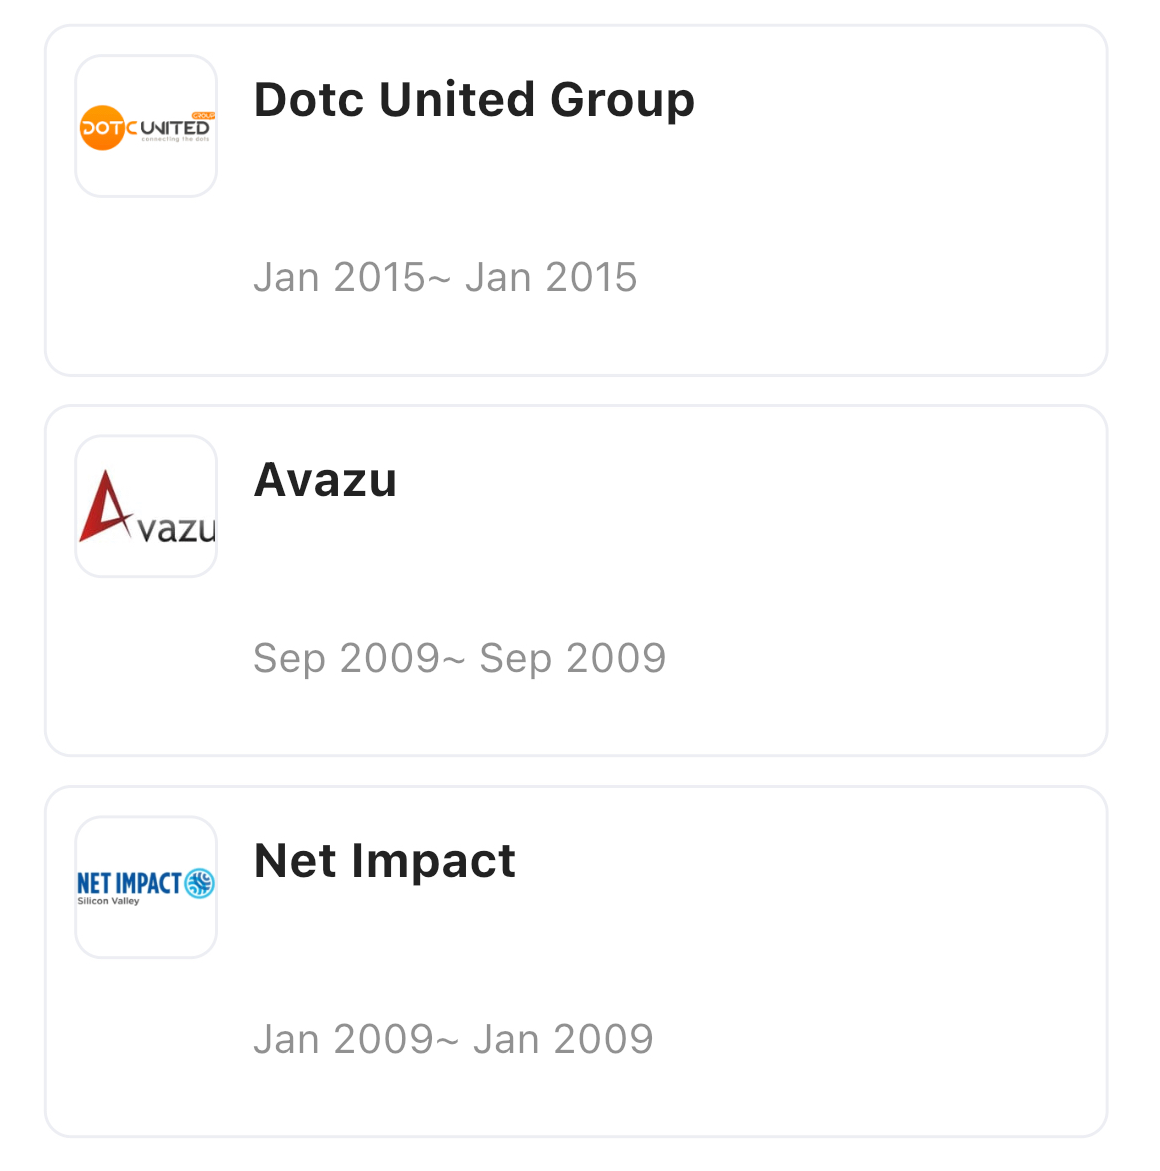 DOTC UNITED GROUP
connecting the dots
Dotc United Group
Jan 2015~ Jan 2015
Avazu
Avazu
Sep 2009~ Sep 2009
NET IMPACT
Silicon Valley
Net Impact
Jan 2009~ Jan 2009